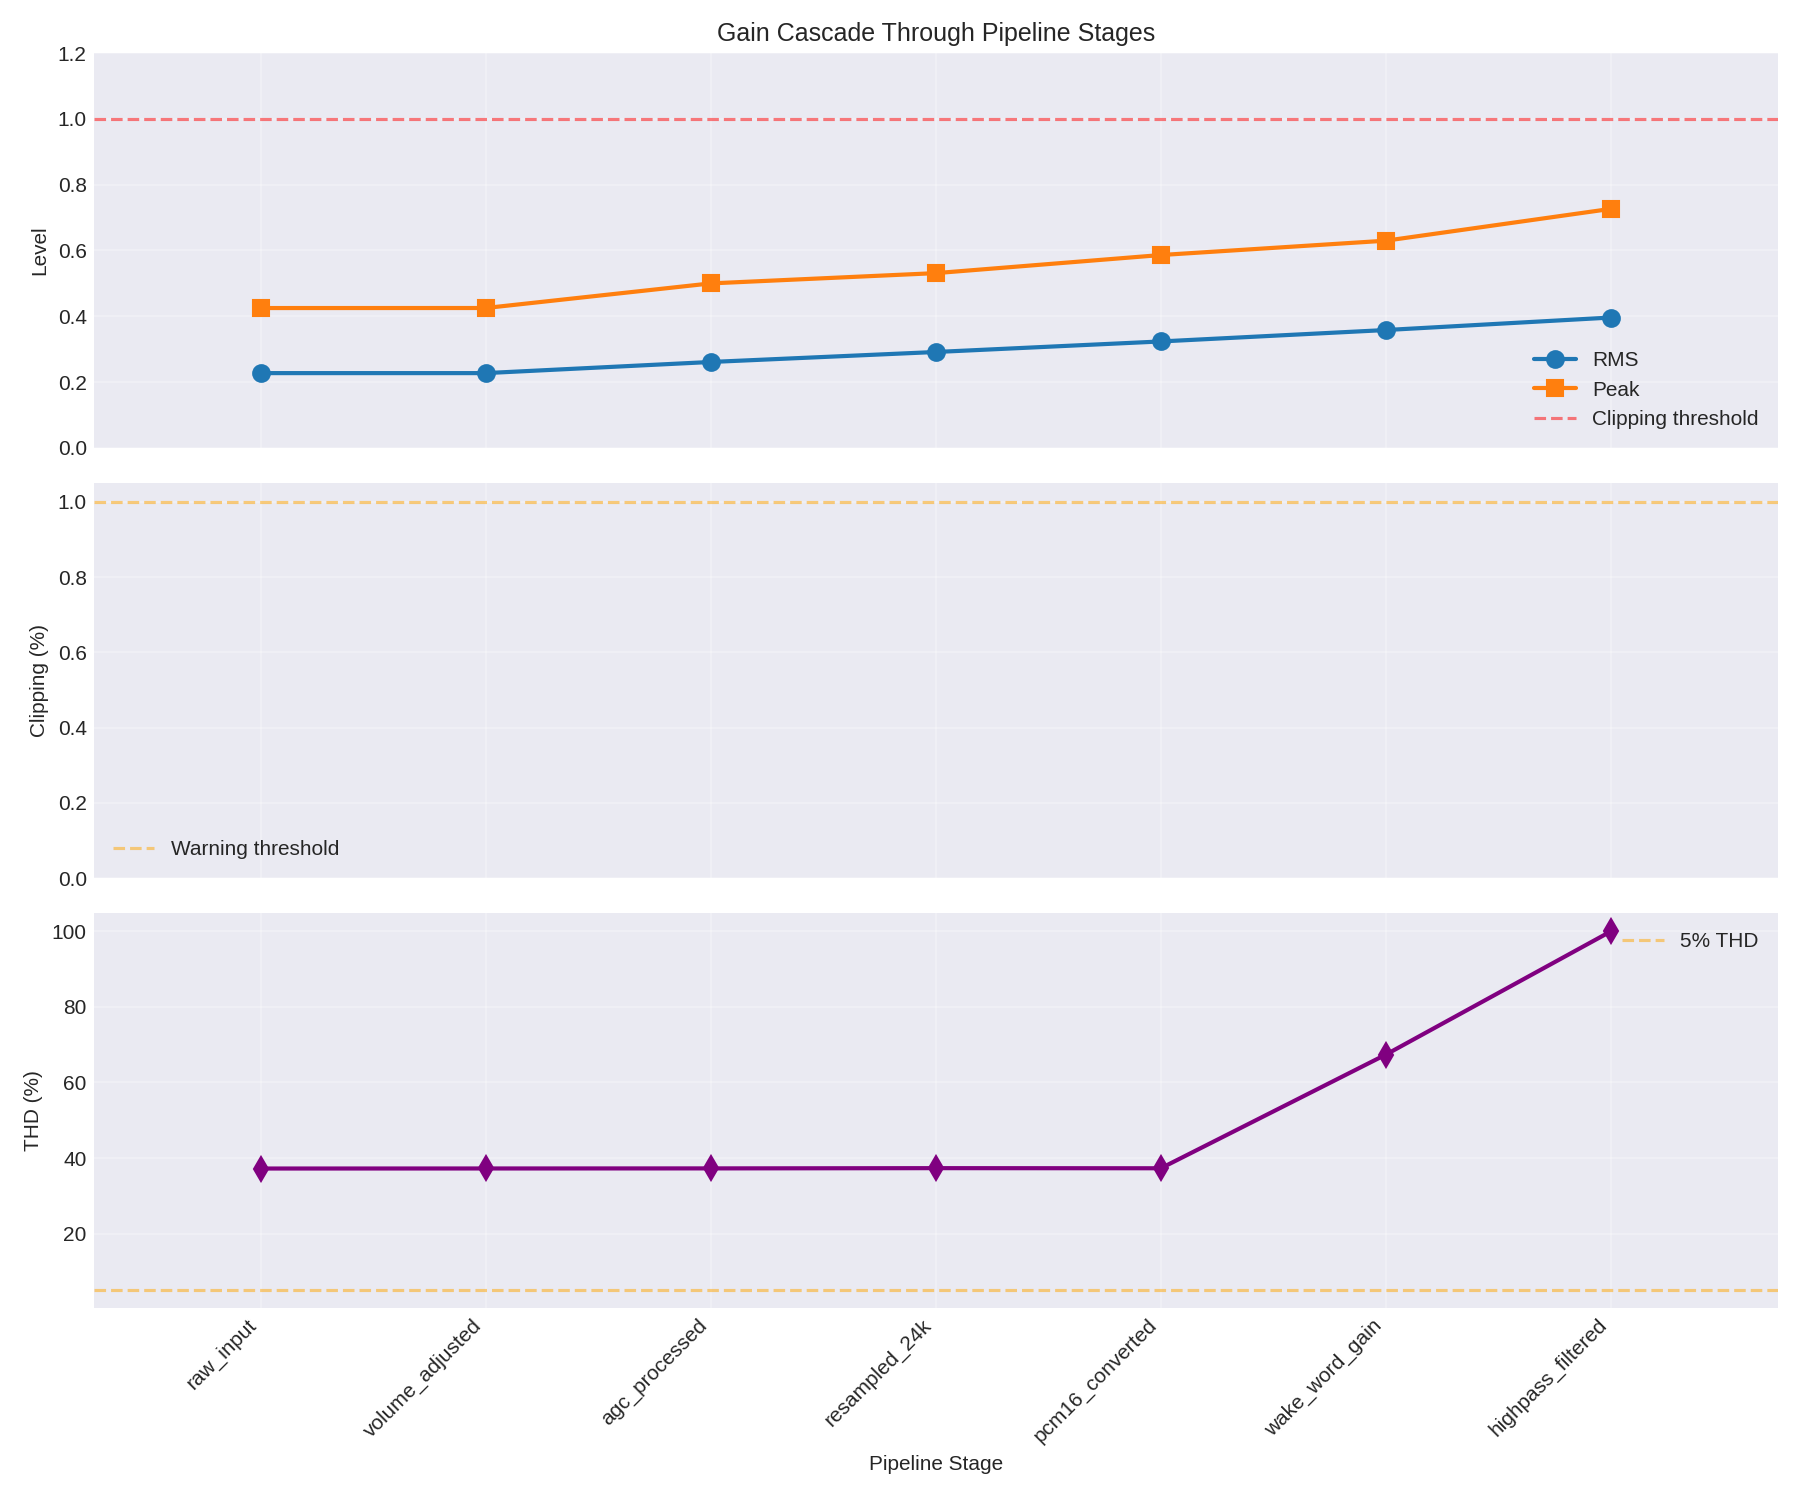 Gain Cascade Through Pipeline Stages
1.2
1.0
0.8
0.6
0.4
0.2
0.0
Level
RMS
Peak
Clipping threshold
1.0
0.8
0.6
0.4
0.2
0.0
Clipping (%)
Warning threshold
100
80
60
40
20
THD (%)
5% THD
raw_input
volume_adjusted
agc_processed
resampled_24k
pcm16_converted
wake_word_gain
highpass_filtered
Pipeline Stage